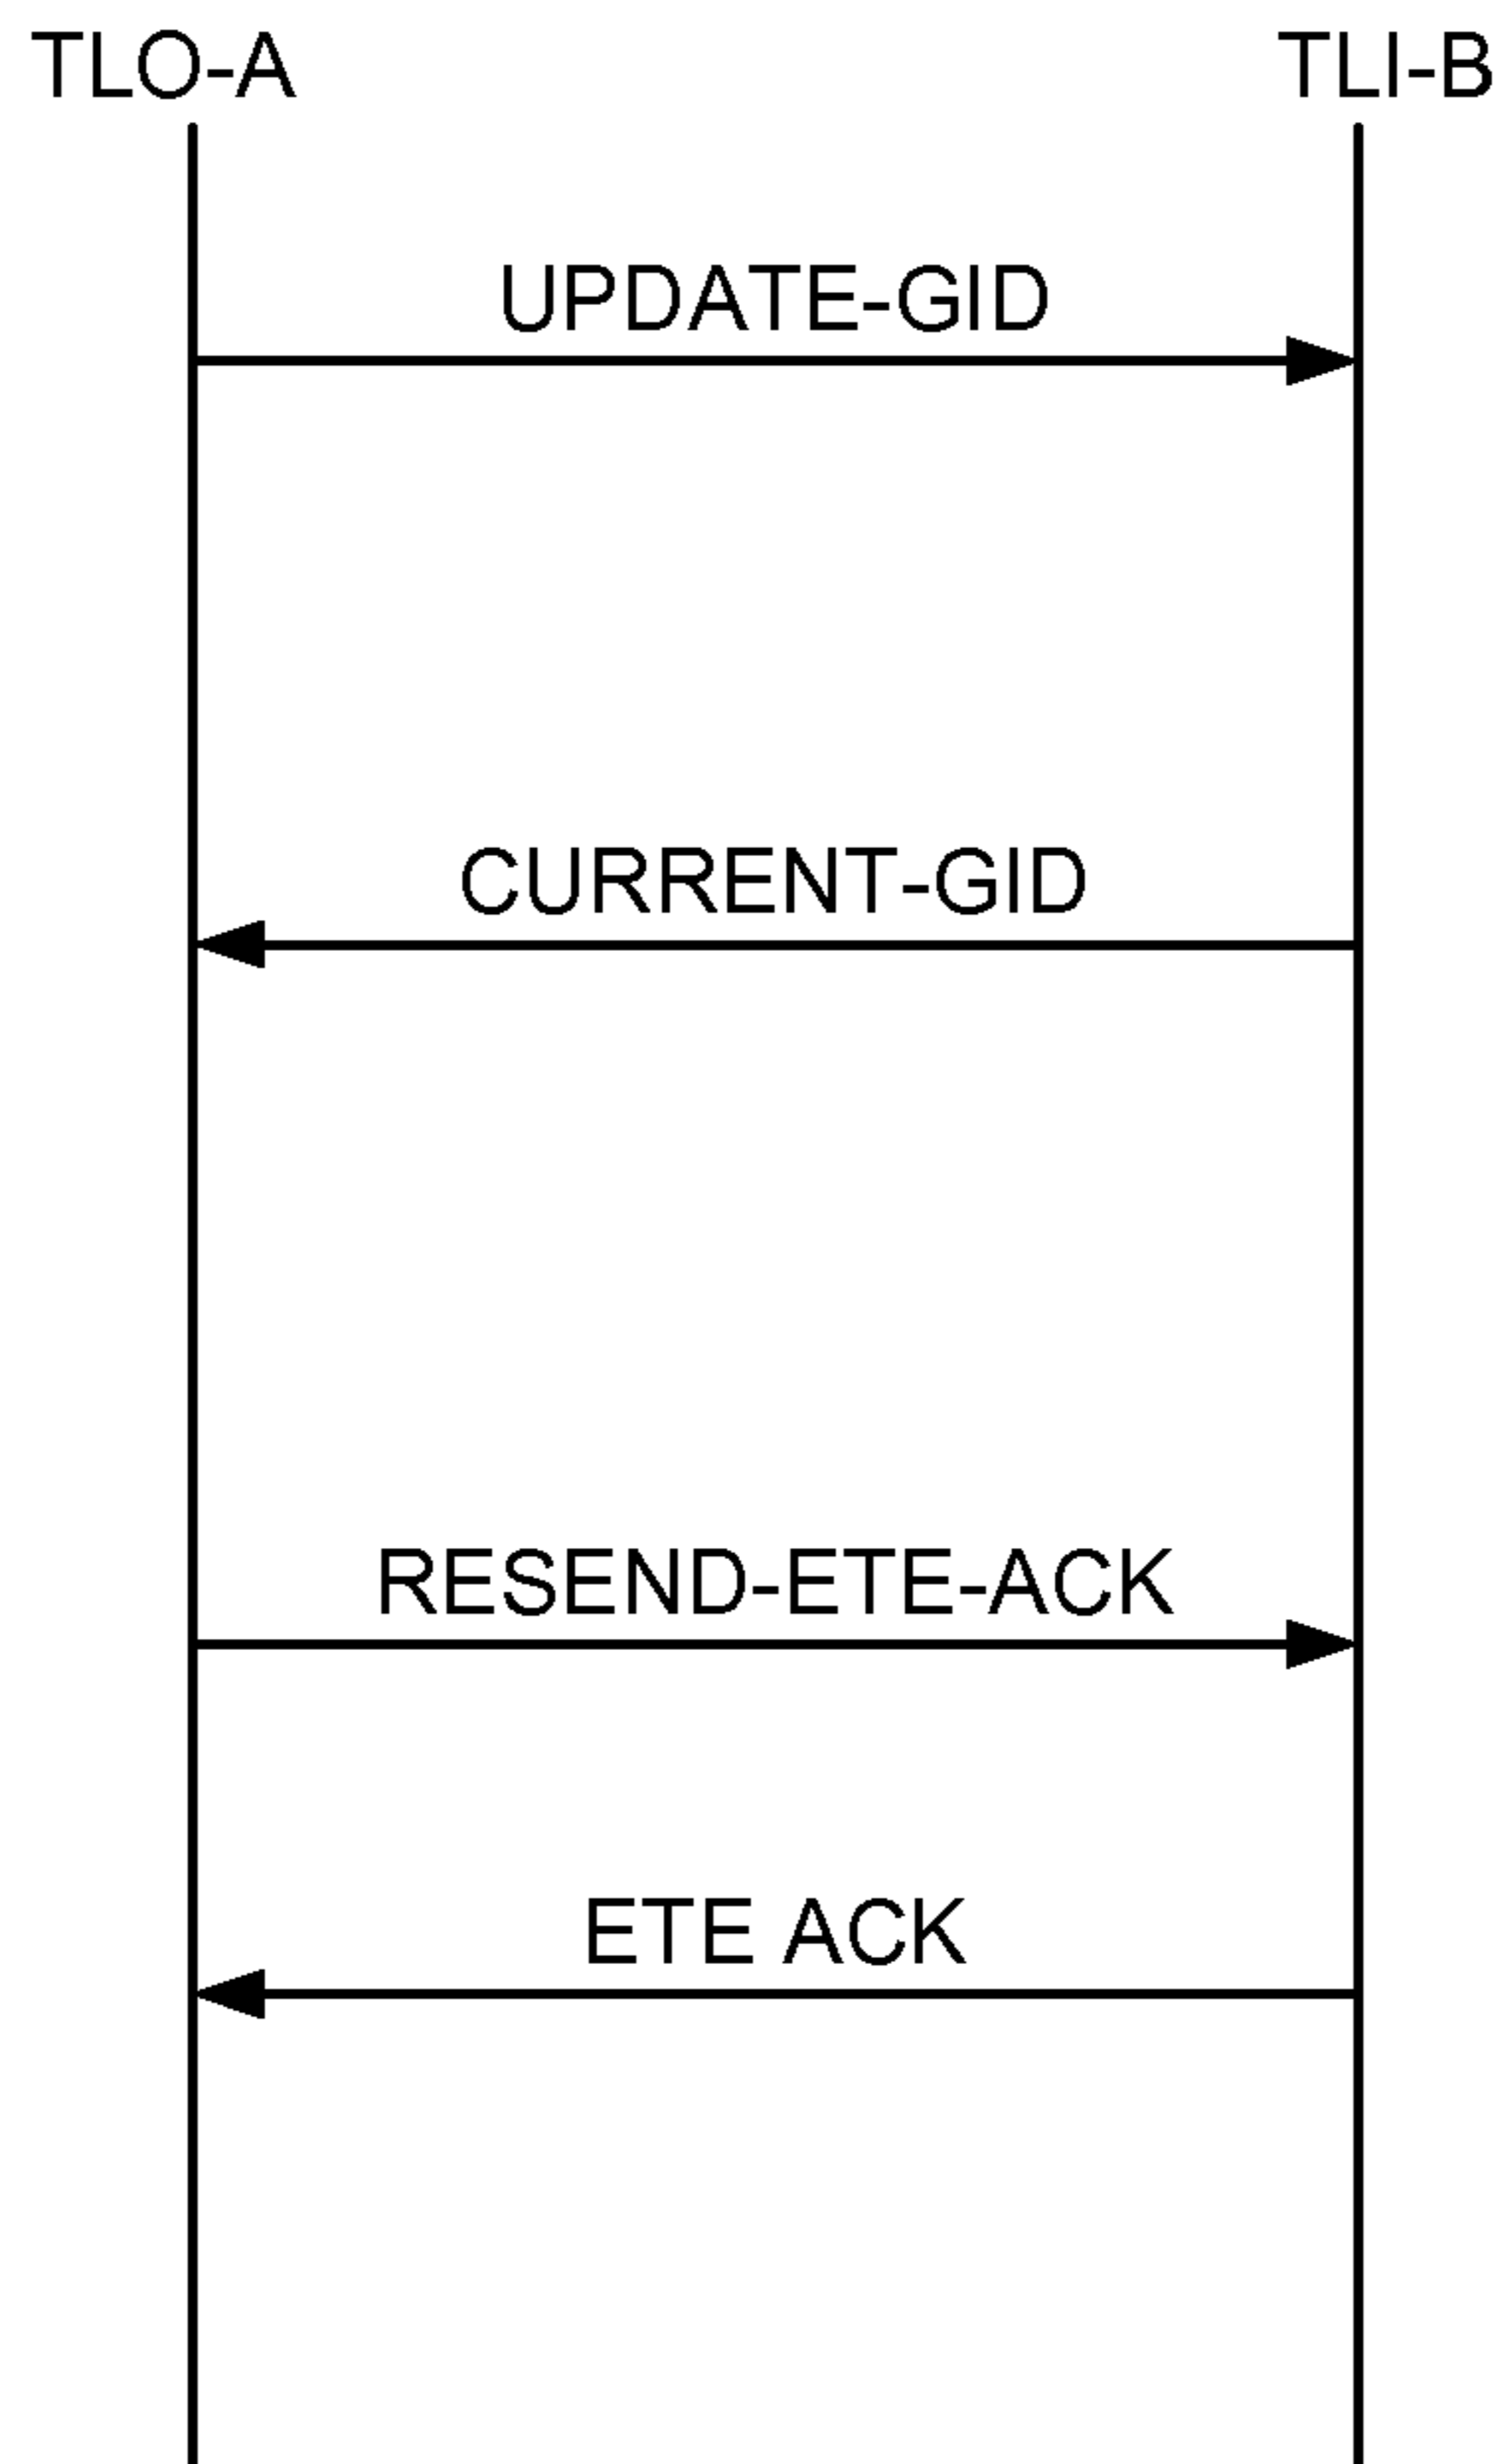 TLO-A TLI-B
UPDATE-GID
CURRENT-GID
RESEND-ETE-ACK
ETE ACK